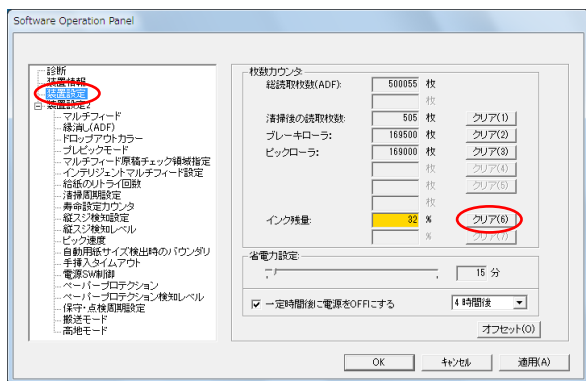 Software Operation Panel
診断
装置情報
装置設定
装置設定2
マルチフィード
縁消し(ADF)
ドロップアウトカラー
プレピックモード
マルチフィード原稿チェック領域指定
インテリジェントマルチフィード設定
給紙のリトライ回数
清掃周期設定
寿命設定カウンタ
縦スジ検知設定
縦スジ検知レベル
ピック速度
自動用紙サイズ検出時のバウンダリ
手挿入タイムアウト
電源SW制御
ペーパープロテクション
ペーパープロテクション検知レベル
保守・点検周期設定
搬送モード
高地モード
枚数カウンタ
総読取枚数(ADF): 500055 枚
枚
清掃後の読取枚数: 505 枚 クリア(1)
ブレーキローラ: 169500 枚 クリア(2)
ピックローラ: 169000 枚 クリア(3)
枚 クリア(4)
枚 クリア(5)
インク残量: 32 % クリア(6)
% クリア(7)
省電力設定:
15 分
一定時間後に電源をOFFにする 4 時間後
オフセット(O)
OK キャンセル 適用(A)